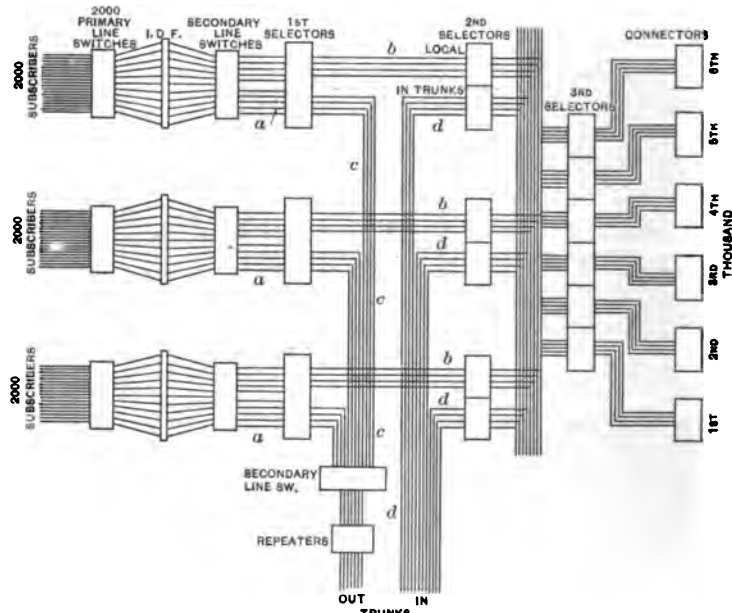 2000
PRIMARY
LINE
SWITCHES
I. D. F.
SECONDARY
LINE
SWITCHES
1ST
SELECTORS
2ND
SELECTORS
LOCAL
IN TRUNKS
3RD
SELECTORS
CONNECTORS
2000
SUBSCRIBERS
a
b
c
d
6TH
5TH
2000
SUBSCRIBERS
a
b
c
d
4TH
3RD
THOUSAND
2000
SUBSCRIBERS
a
b
c
d
2ND
1ST
SECONDARY
LINE SW.
d
REPEATERS
OUT
IN
TRUNKS